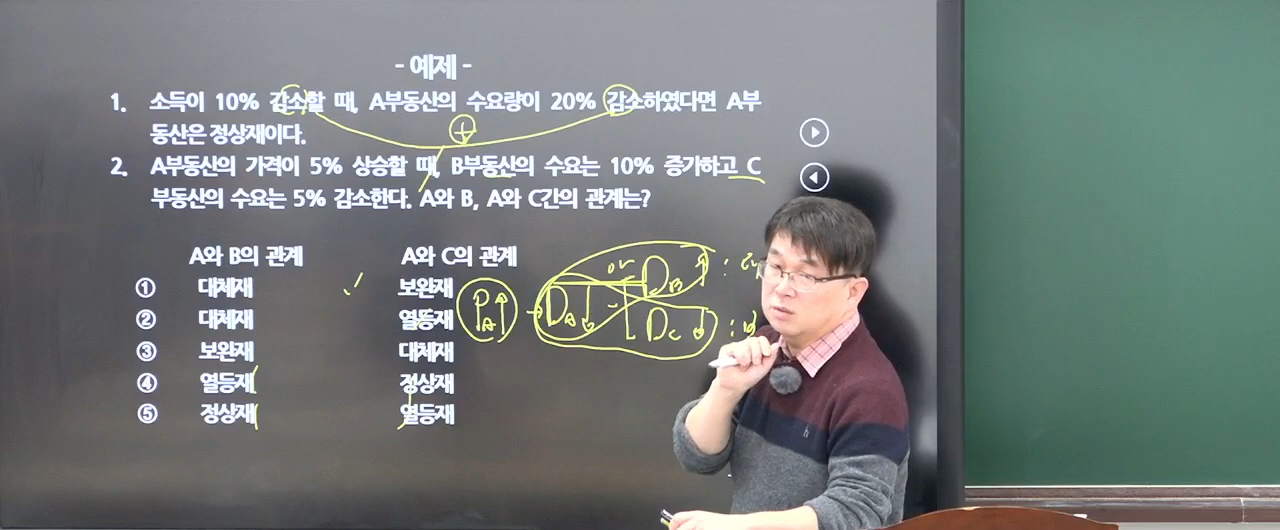 - 예제 -
1. 소득이 10% 감소할 때, A부동산의 수요량이 20% 감소하였다면 A부
동산은 정상재이다.
+
2. A부동산의 가격이 5% 상승할 때, B부동산의 수요는 10% 증가하고 C
부동산의 수요는 5% 감소한다. A와 B, A와 C간의 관계는?
A와 B의 관계 A와 C의 관계
① 대체재 보완재
② 대체재 열등재
③ 보완재 대체재
④ 열등재 정상재
⑤ 정상재 열등재
P_A↑ → D_A↓
D_B↑ :
D_C↓ :
h